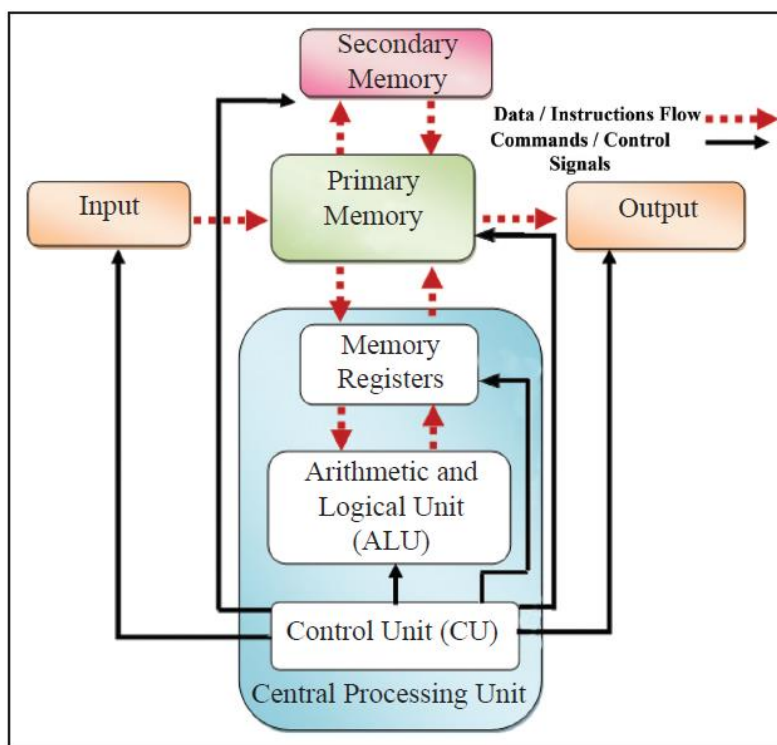 Secondary
Memory
Data / Instructions Flow
Commands / Control
Signals
Input
Primary
Memory
Output
Memory
Registers
Arithmetic and
Logical Unit
(ALU)
Control Unit (CU)
Central Processing Unit